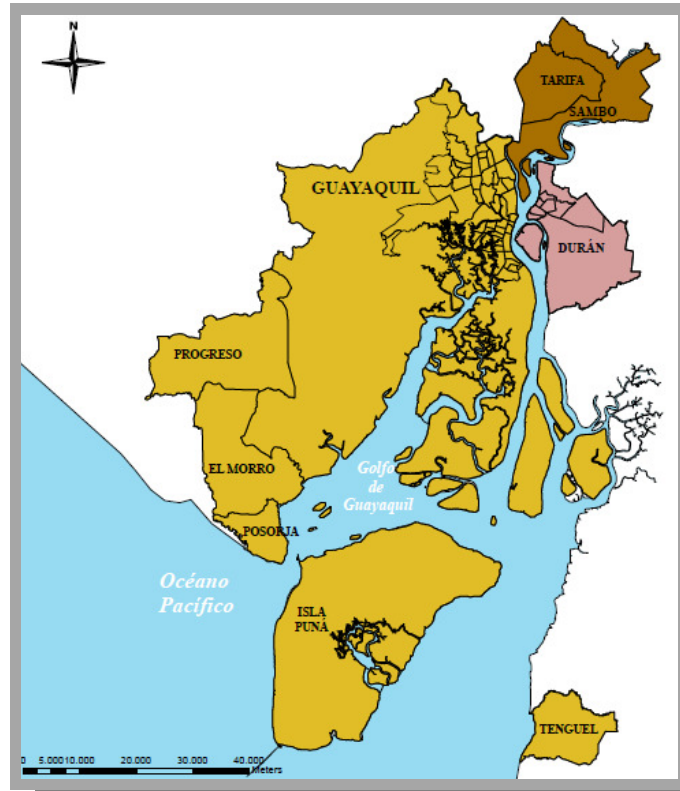 N
TARIFA
SAMBO
GUAYAQUIL
DURÁN
PROGRESO
EL MORRO
Golfo
de
Guayaquil
POSORJA
Océano
Pacífico
ISLA
PUNÁ
TENGUEL
0 5.000 10.000 20.000 30.000 40.000
Meters